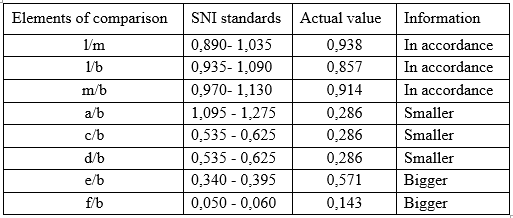 Elements of comparison SNI standards Actual value Information
l/m 0,890- 1,035 0,938 In accordance
l/b 0,935- 1,090 0,857 In accordance
m/b 0,970- 1,130 0,914 In accordance
a/b 1,095 - 1,275 0,286 Smaller
c/b 0,535 - 0,625 0,286 Smaller
d/b 0,535 - 0,625 0,286 Smaller
e/b 0,340 - 0,395 0,571 Bigger
f/b 0,050 - 0,060 0,143 Bigger